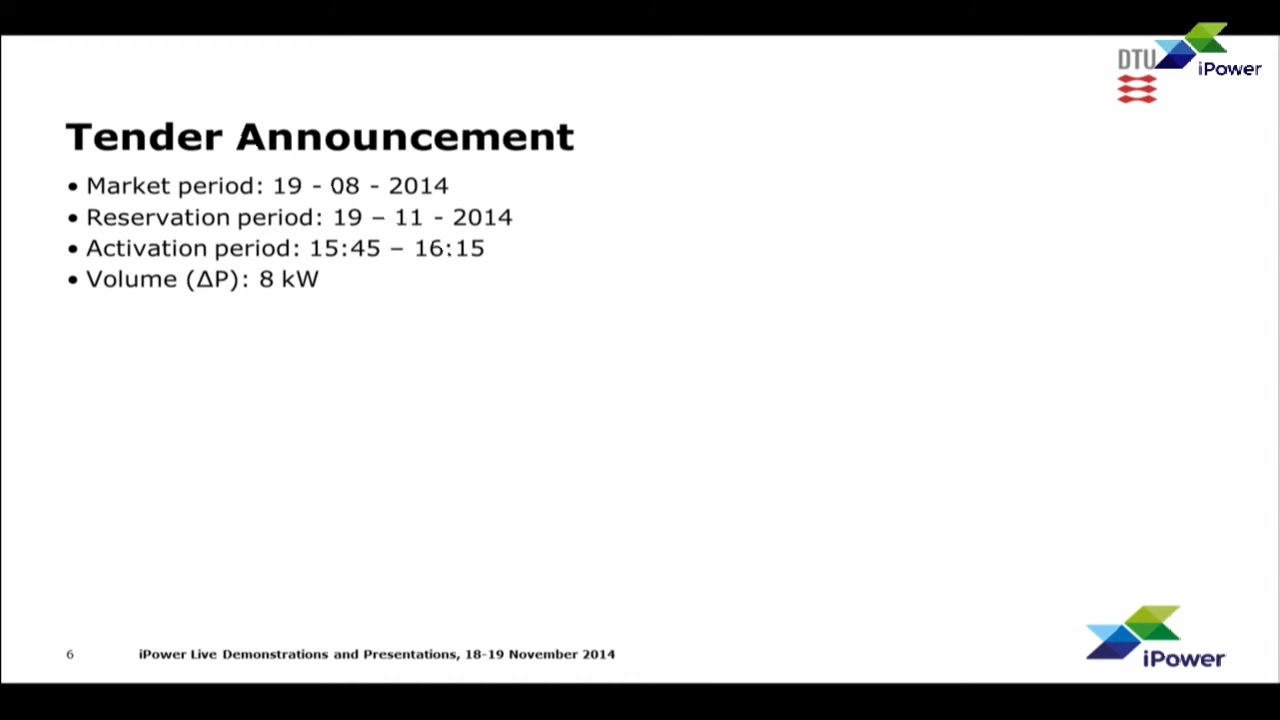 DTU
iPower
Tender Announcement
• Market period: 19 - 08 - 2014
• Reservation period: 19 – 11 - 2014
• Activation period: 15:45 – 16:15
• Volume (ΔP): 8 kW
6 iPower Live Demonstrations and Presentations, 18-19 November 2014
iPower